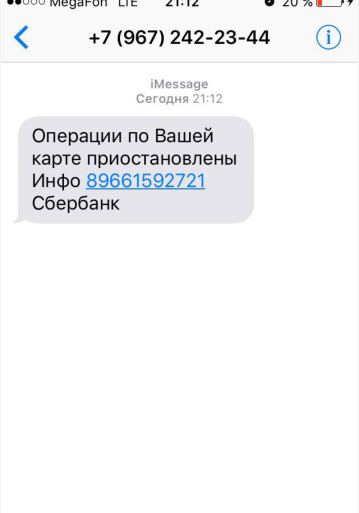 MegaFon LTE 21:12 20 %
+7 (967) 242-23-44
iMessage
Сегодня 21:12
Операции по Вашей
карте приостановлены
Инфо 89661592721
Сбербанк